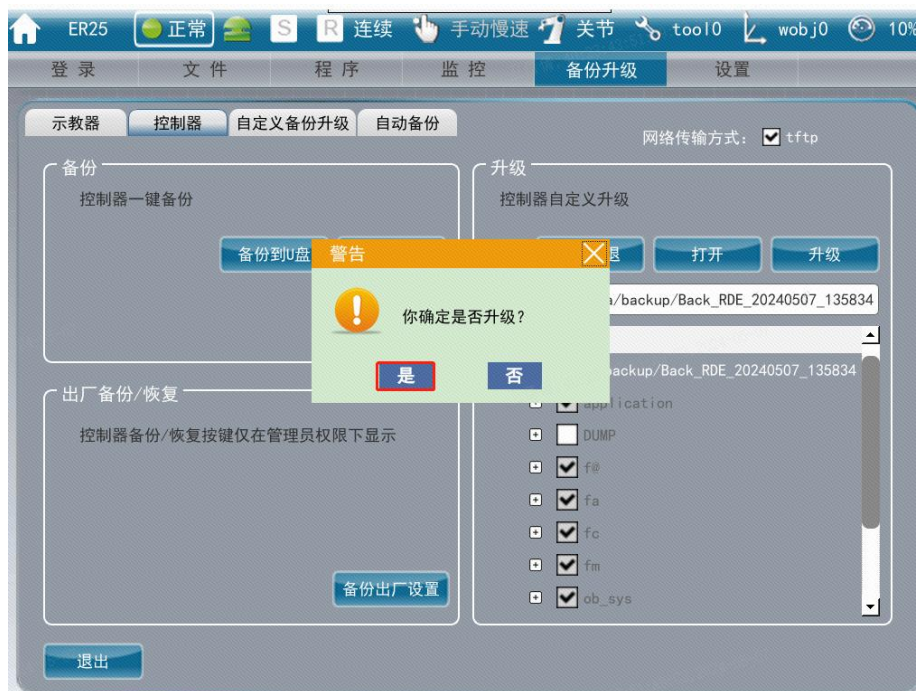 ER25 正常 S R 连续 手动慢速 关节 tool0 wobj0 10%
登 录 文 件 程 序 监 控 备份升级 设置
示教器 控制器 自定义备份升级 自动备份
网络传输方式： tftp
备份
控制器一键备份
备份到U盘
升级
控制器自定义升级
退 打开 升级
/backup/Back_RDE_20240507_135834
警告
你确定是否升级?
是 否
backup/Back_RDE_20240507_135834
application
DUMP
f@
fa
fc
fm
ob_sys
出厂备份/恢复
控制器备份/恢复按键仅在管理员权限下显示
备份出厂设置
退出